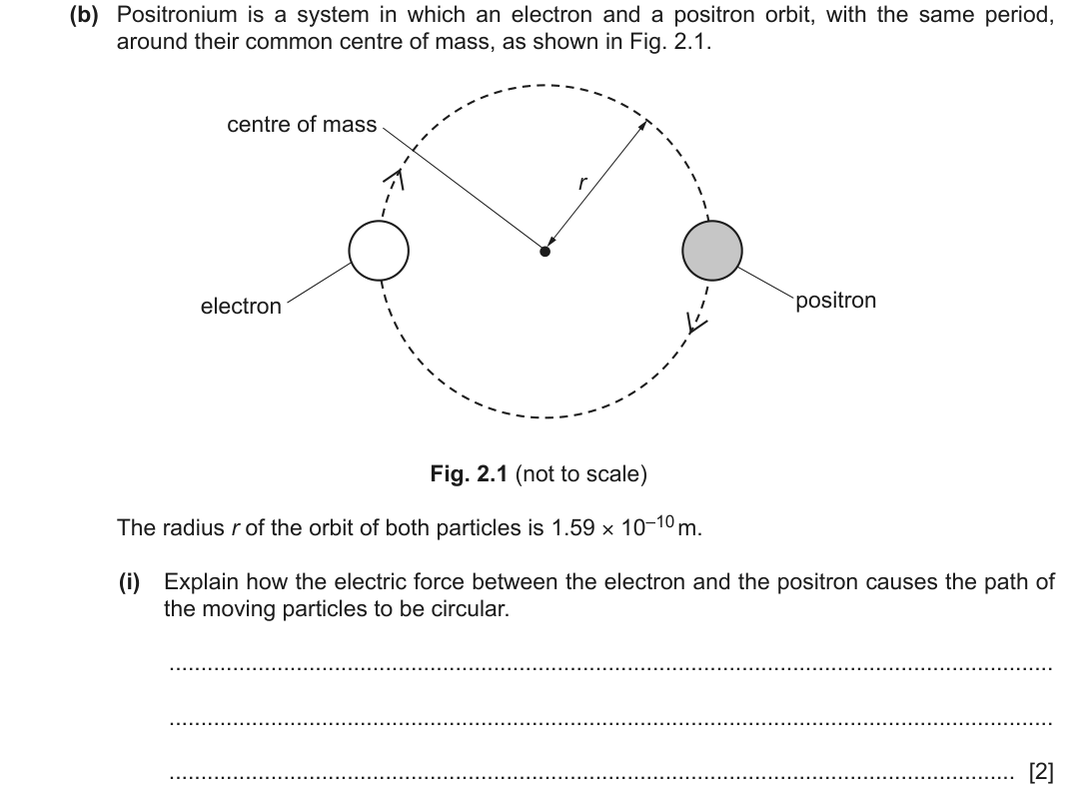 (b) Positronium is a system in which an electron and a positron orbit, with the same period,
around their common centre of mass, as shown in Fig. 2.1.
centre of mass
r
electron
positron
Fig. 2.1 (not to scale)
The radius r of the orbit of both particles is 1.59 × 10⁻¹⁰ m.
(i) Explain how the electric force between the electron and the positron causes the path of
the moving particles to be circular.
..........................................................................................................................................
..........................................................................................................................................
.................................................................................................................................... [2]